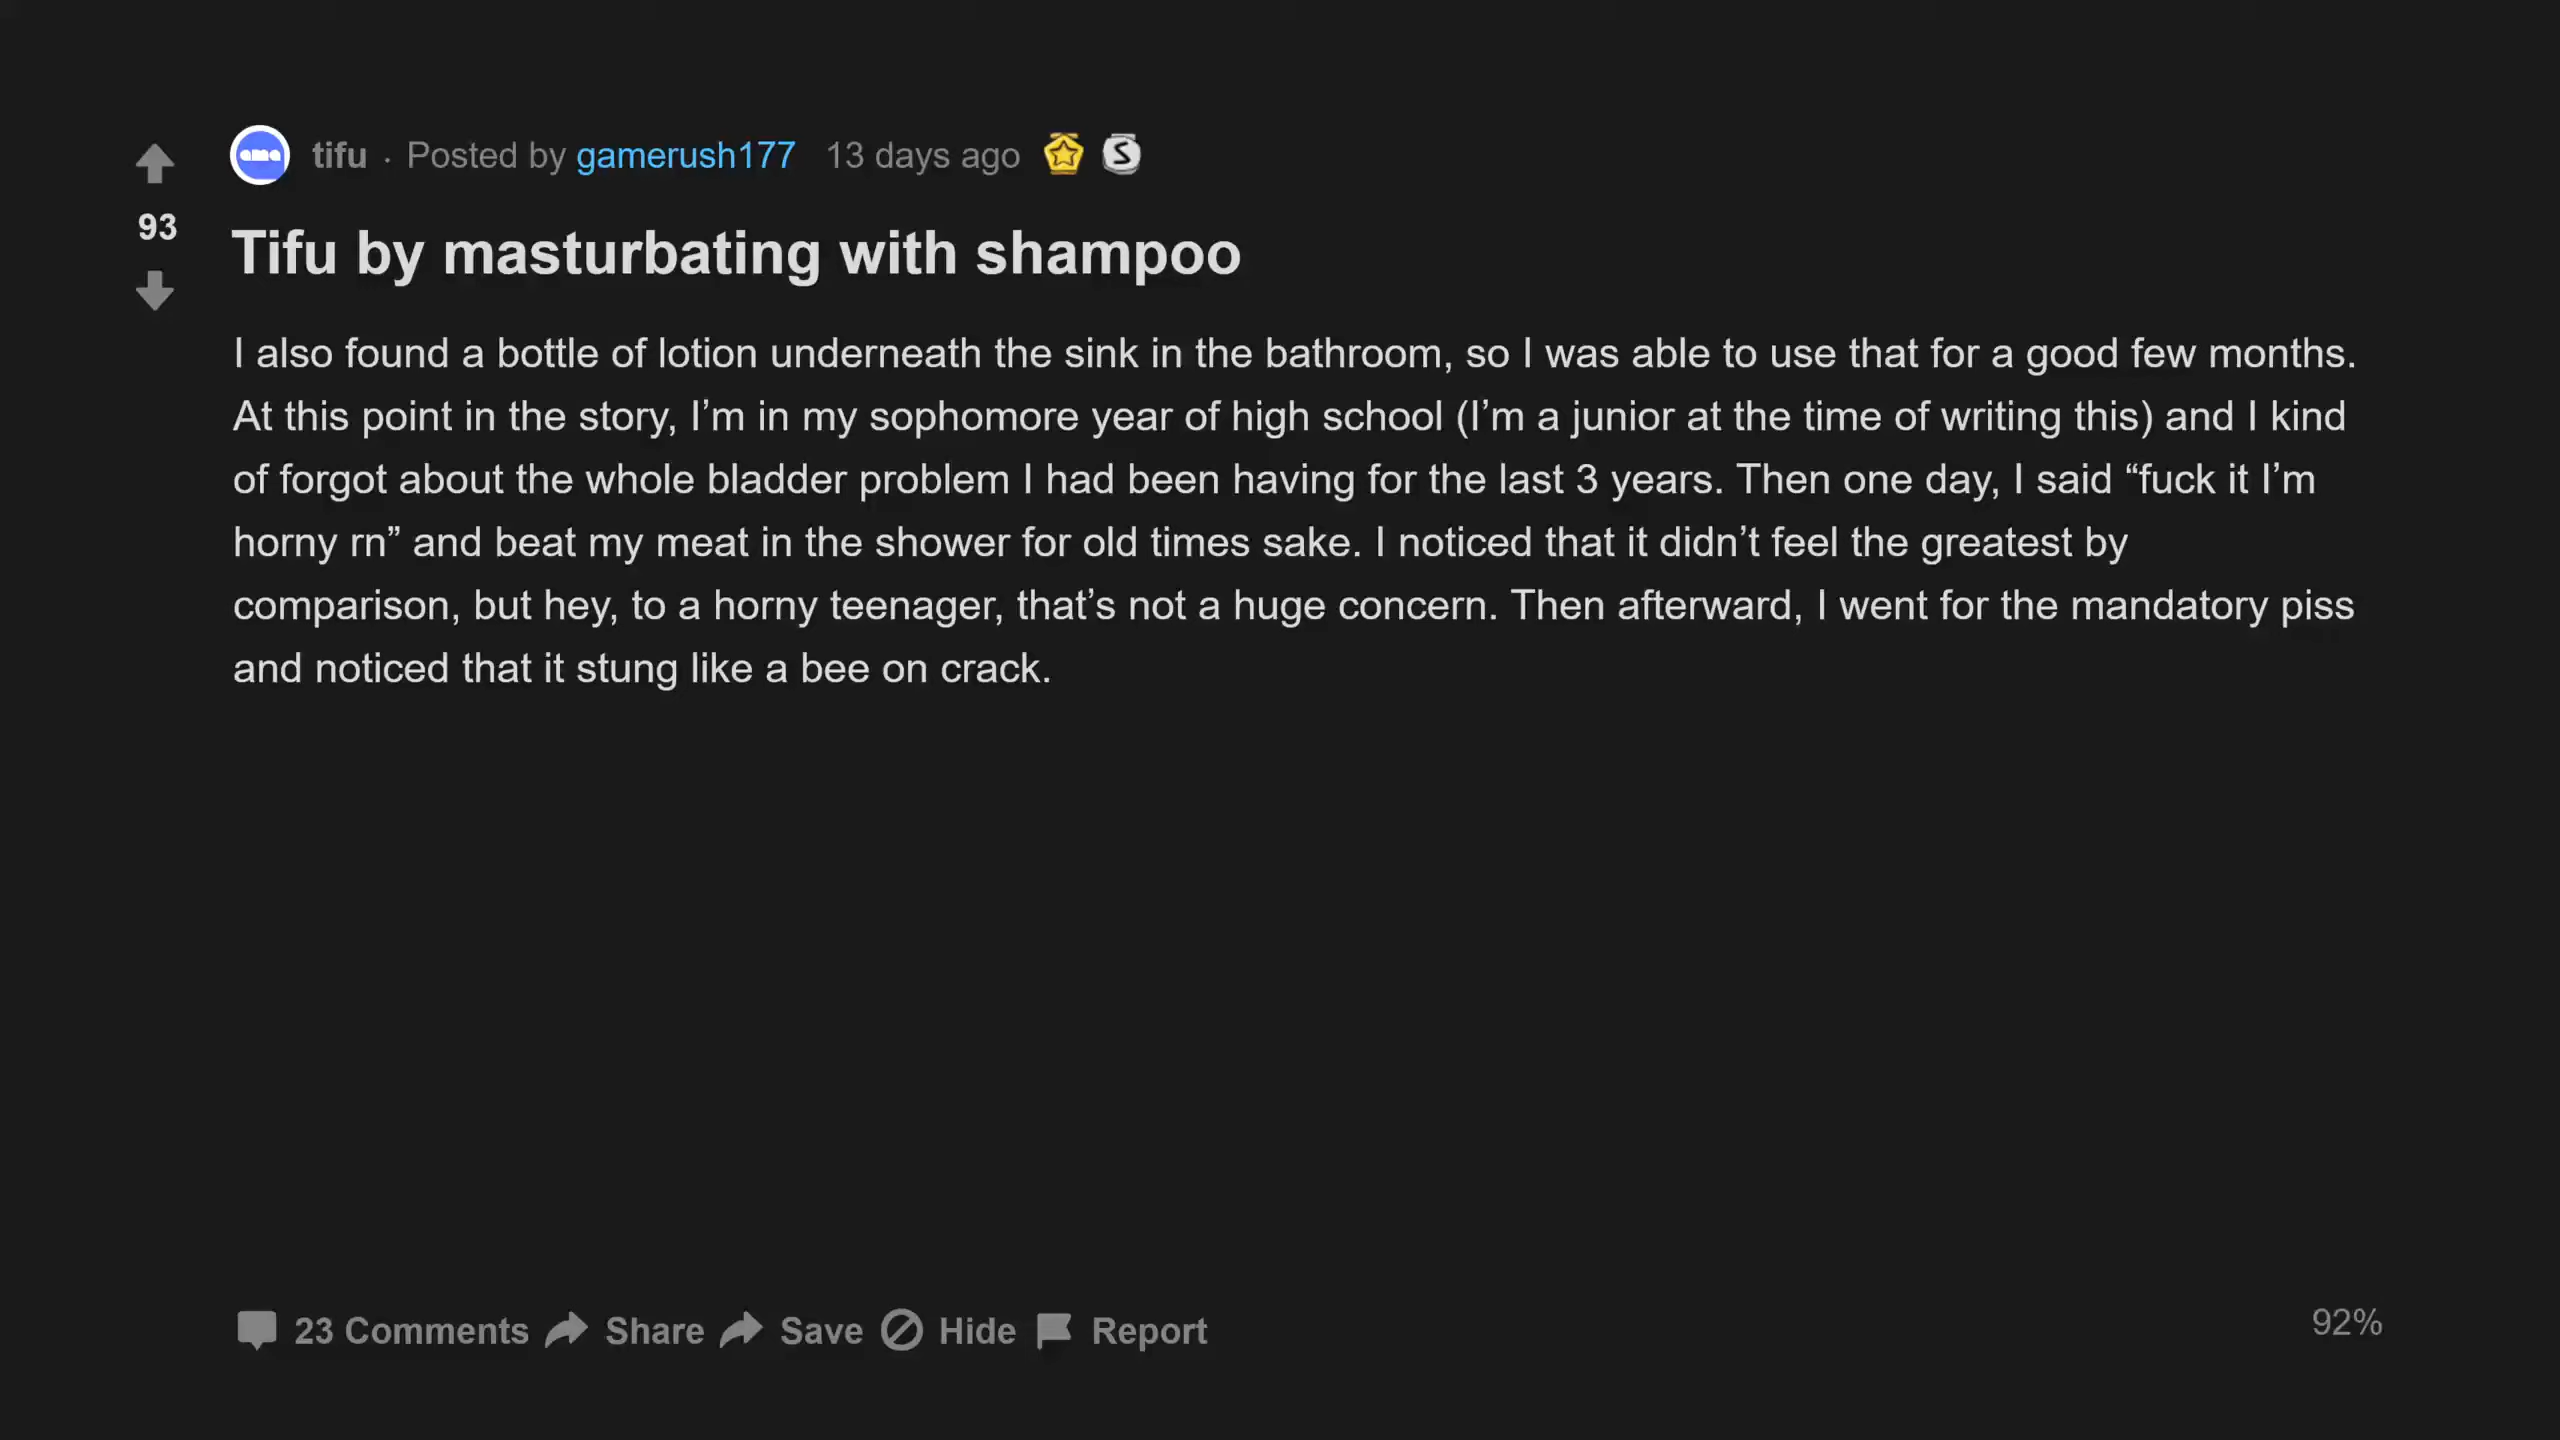 ama
tifu · Posted by gamerush177 13 days ago
93
Tifu by masturbating with shampoo
I also found a bottle of lotion underneath the sink in the bathroom, so I was able to use that for a good few months.
At this point in the story, I’m in my sophomore year of high school (I’m a junior at the time of writing this) and I kind
of forgot about the whole bladder problem I had been having for the last 3 years. Then one day, I said “fuck it I’m
horny rn” and beat my meat in the shower for old times sake. I noticed that it didn’t feel the greatest by
comparison, but hey, to a horny teenager, that’s not a huge concern. Then afterward, I went for the mandatory piss
and noticed that it stung like a bee on crack.
23 Comments Share Save Hide Report
92%